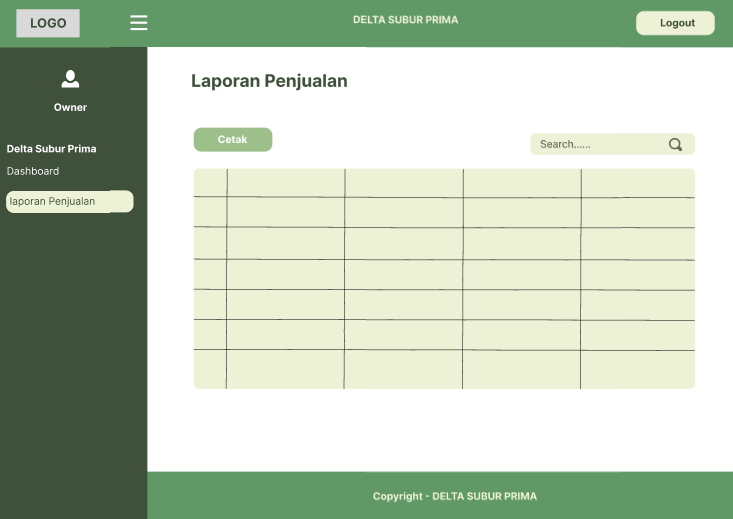 LOGO
DELTA SUBUR PRIMA
Logout
Owner
Delta Subur Prima
Dashboard
laporan Penjualan
Laporan Penjualan
Cetak
Search......
Copyright - DELTA SUBUR PRIMA